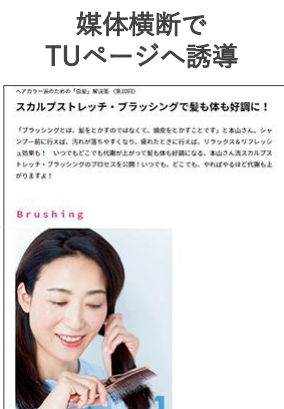 媒体横断で
TUページへ誘導
ヘアカラー派のための「白髪」解決策 〈第10回〉
スカルプストレッチ・ブラッシングで髪も体も好調に！
「ブラッシングとは、髪をとかすのではなくて、頭皮をとかすことです」と本山さん。シャ
ンプー前に行えば、汚れが落ちやすくなり、疲れたときに行えば、リラックス＆リフレッシ
ュ効果も！　いつでもどこでも代謝が上がって髪も体も好調になる、本山さん流スカルプス
トレッチ・ブラッシングのプロセスを公開！いつでも、どこでも、やればやるほど代謝も上
がりますよ！
Brushing
1